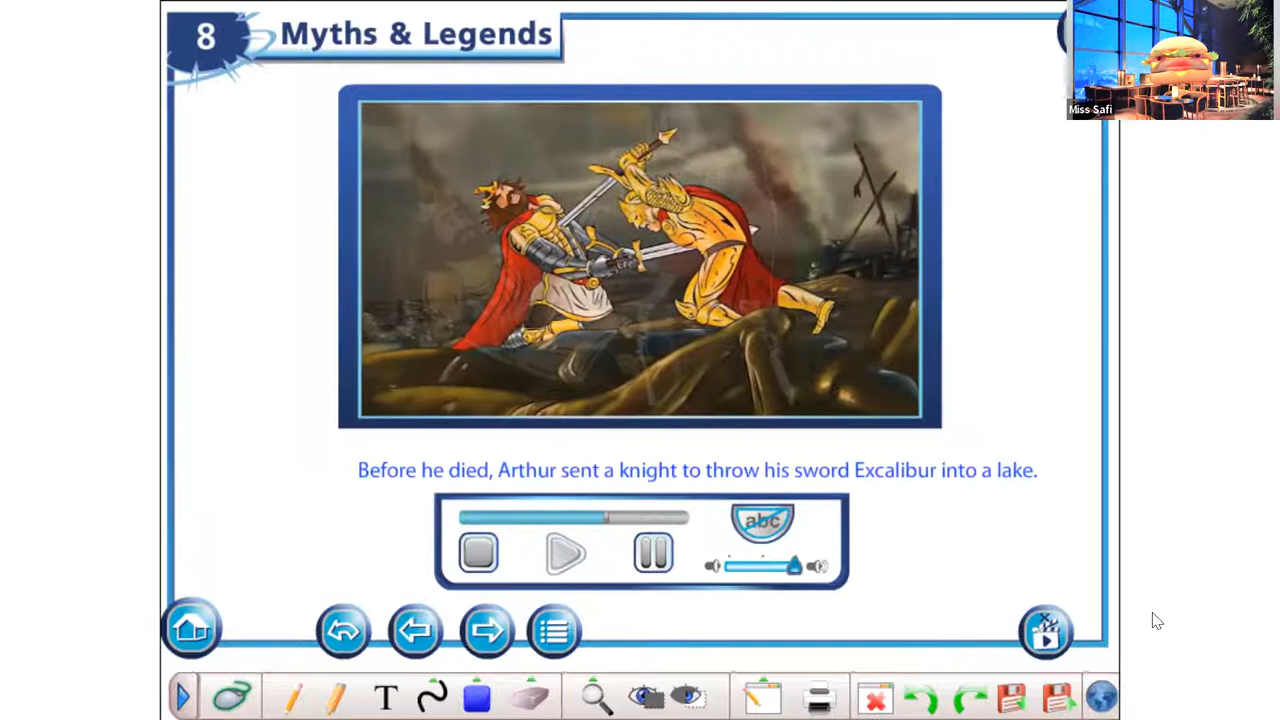 8
Myths & Legends
Miss Safi
Before he died, Arthur sent a knight to throw his sword Excalibur into a lake.
abc
T